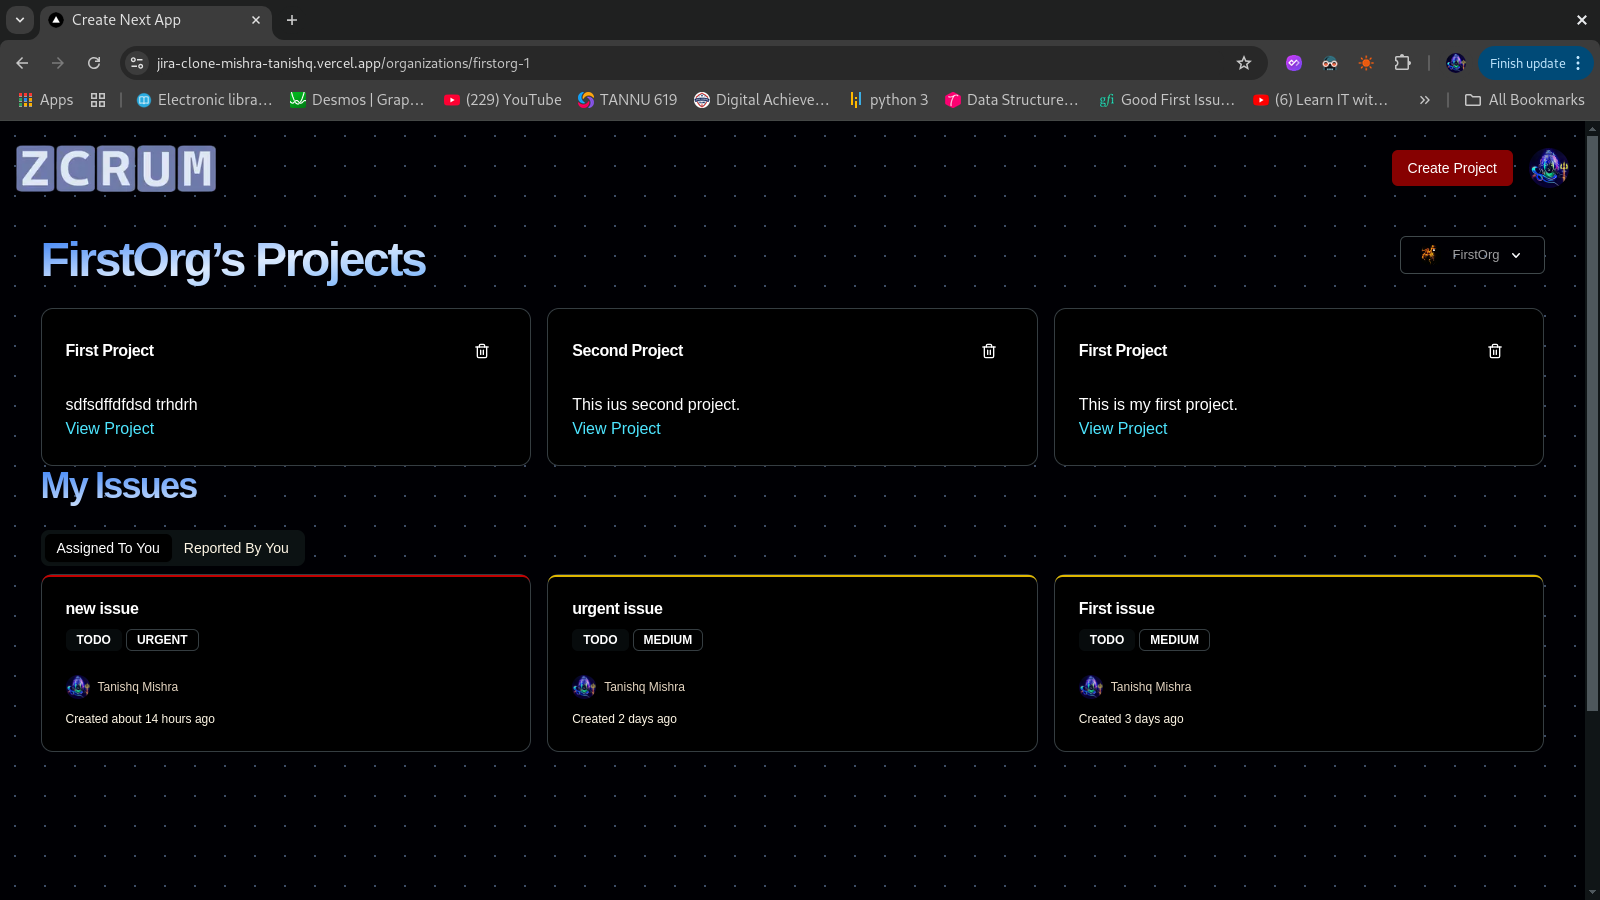 Create Next App
jira-clone-mishra-tanishq.vercel.app/organizations/firstorg-1
Finish update
Apps
Electronic libra...
Desmos | Grap...
(229) YouTube
TANNU 619
Digital Achieve...
python 3
Data Structure...
gfi Good First Issu...
(6) Learn IT wit...
All Bookmarks
ZCRUM
Create Project
FirstOrg’s Projects
FirstOrg
First Project
Second Project
First Project
sdfsdffdfdsd trhdrh
This ius second project.
This is my first project.
View Project
View Project
View Project
My Issues
Assigned To You
Reported By You
new issue
urgent issue
First issue
TODO URGENT
TODO MEDIUM
TODO MEDIUM
Tanishq Mishra
Tanishq Mishra
Tanishq Mishra
Created about 14 hours ago
Created 2 days ago
Created 3 days ago